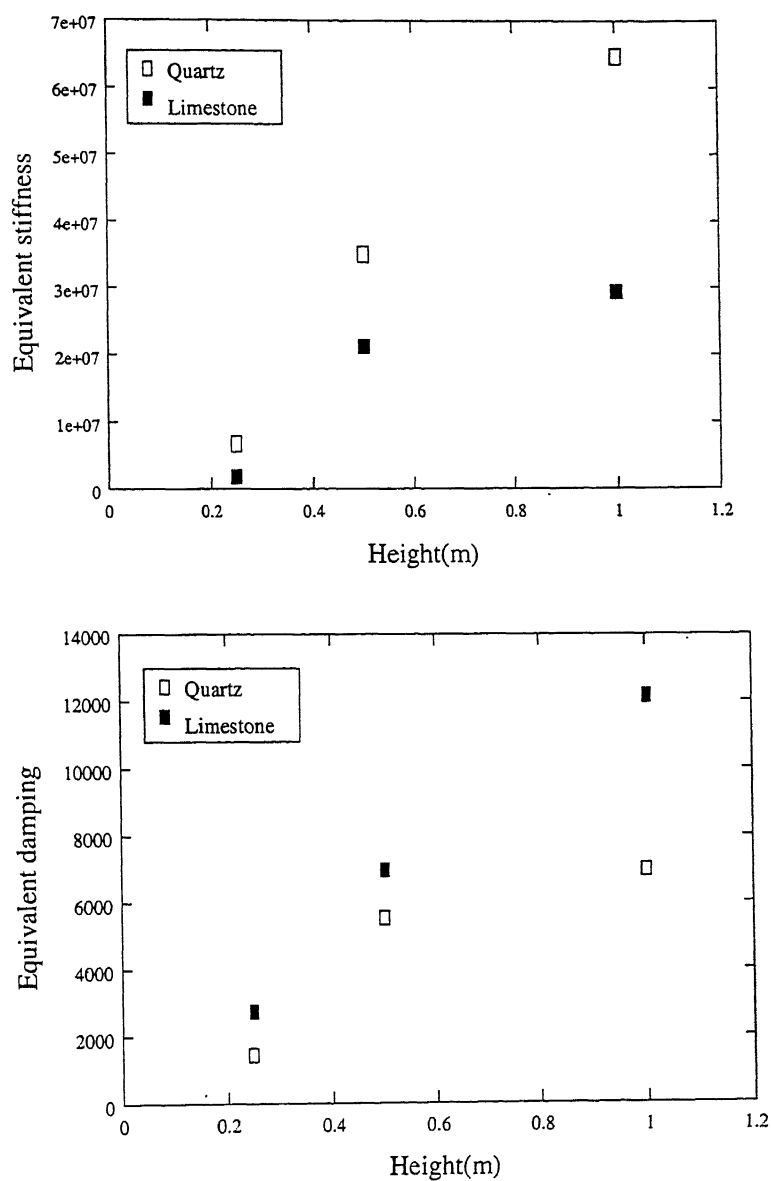 7e+07
Quartz
Limestone
6e+07
5e+07
4e+07
3e+07
2e+07
1e+07
0
Equivalent stiffness
0 0.2 0.4 0.6 0.8 1 1.2
Height(m)
14000
Quartz
Limestone
12000
10000
8000
6000
4000
2000
0
Equivalent damping
0 0.2 0.4 0.6 0.8 1 1.2
Height(m)